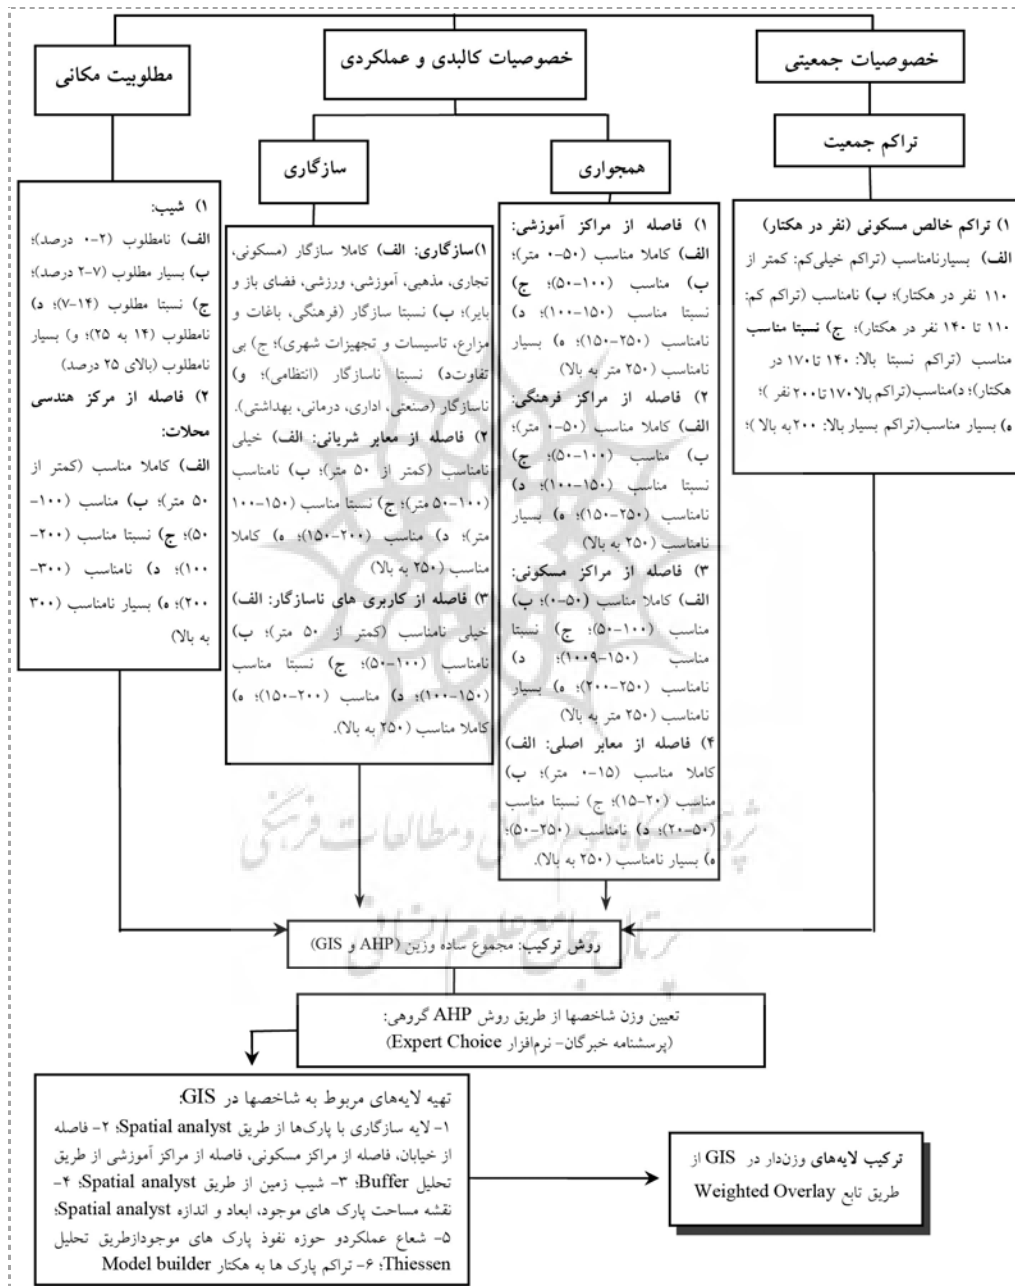 خصوصیات جمعیتی
خصوصیات کالبدی و عملکردی
مطلوبیت مکانی
تراکم جمعیت
همجواری
سازگاری
۱) تراکم خالص مسکونی (نفر در هکتار)
الف) بسیارنامناسب (تراکم خیلی‌کم: کمتر از
۱۱۰ نفر در هکتار)؛ ب) نامناسب (تراکم کم:
۱۱۰ تا ۱۴۰ نفر در هکتار)؛ ج) نسبتا مناسب
مناسب (تراکم نسبتا بالا: ۱۴۰ تا ۱۷۰ در
هکتار)؛ د)مناسب(تراکم بالا۱۷۰ تا۲۰۰ نفر )؛
ه) بسیار مناسب(تراکم بسیار بالا: ۲۰۰ به بالا )؛
۱) فاصله از مراکز آموزشی:
الف) کاملا مناسب (۵۰-۰ متر)؛
ب) مناسب (۱۰۰-۵۰)؛ ج)
نسبتا مناسب (۱۵۰-۱۰۰)؛ د)
نامناسب (۲۵۰-۱۵۰)؛ ه) بسیار
نامناسب (۲۵۰ متر به بالا)
۲) فاصله از مراکز فرهنگی:
الف) کاملا مناسب (۵۰-۰ متر)؛
ب) مناسب (۱۰۰-۵۰)؛ ج)
نسبتا مناسب (۱۵۰-۱۰۰)؛ د)
نامناسب (۲۵۰-۱۵۰)؛ ه) بسیار
نامناسب (۲۵۰ به بالا)
۳) فاصله از مراکز مسکونی:
الف) کاملا مناسب (۵۰-۰)؛ ب)
مناسب (۱۰۰-۵۰)؛ ج) نسبتا
مناسب (۱۵۰-۱۰۰۹)؛ د)
نامناسب (۲۵۰-۲۰۰)؛ ه) بسیار
نامناسب (۲۵۰ متر به بالا)
۴) فاصله از معابر اصلی: الف)
کاملا مناسب (۱۵-۰ متر)؛ ب)
مناسب (۲۰-۱۵)؛ ج) نسبتا مناسب
(۵۰-۲۰)؛ د) نامناسب (۲۵۰-۵۰)؛
ه) بسیار نامناسب (۲۵۰ به بالا).
۱)سازگاری: الف) کاملا سازگار (مسکونی،
تجاری، مذهبی، آموزشی، ورزشی، فضای باز و
بایر)؛ ب) نسبتا سازگار (فرهنگی، باغات و
مزارع، تاسیسات و تجهیزات شهری)؛ ج) بی
تفاوت‌د) نسبتا ناسازگار (انتظامی)؛ و)
ناسازگار (صنعتی، اداری، درمانی، بهداشتی).
۲) فاصله از معابر شریانی: الف) خیلی
نامناسب (کمتر از ۵۰ متر)؛ ب) نامناسب
(۱۰۰-۵۰ متر)؛ ج) نسبتا مناسب (۱۵۰-۱۰۰
متر)؛ د) مناسب (۲۰۰-۱۵۰)؛ ه) کاملا
مناسب (۲۵۰ به بالا)
۳) فاصله از کاربری های ناسازگار: الف)
خیلی نامناسب (کمتر از ۵۰ متر)؛ ب)
نامناسب (۱۰۰-۵۰)؛ ج) نسبتا مناسب
(۱۵۰-۱۰۰)؛ د) مناسب (۲۰۰-۱۵۰)؛ ه)
کاملا مناسب (۲۵۰ به بالا).
۱) شیب:
الف) نامطلوب (۲-۰ درصد)؛
ب) بسیار مطلوب (۷-۲ درصد)؛
ج) نسبتا مطلوب (۱۴-۷)؛ د)
نامطلوب (۱۴ به ۲۵)؛ و) بسیار
نامطلوب (بالای ۲۵ درصد)
۲) فاصله از مرکز هندسی
محلات:
الف) کاملا مناسب (کمتر از
۵۰ متر)؛ ب) مناسب (۱۰۰-
۵۰)؛ ج) نسبتا مناسب (۲۰۰-
۱۰۰)؛ د) نامناسب (۳۰۰-
۲۰۰)؛ ه) بسیار نامناسب (۳۰۰
به بالا)
پژوهشگاه علوم انسانی و مطالعات فرهنگی
پرتال جامع علوم انسانی
روش ترکیب: مجموع ساده وزین (AHP و GIS)
تعیین وزن شاخصها از طریق روش AHP گروهی:
(پرسشنامه خبرگان- نرم‌افزار Expert Choice)
تهیه لایه‌های مربوط به شاخصها در GIS:
۱- لایه سازگاری با پارک‌ها از طریق Spatial analyst؛ ۲- فاصله
از خیابان، فاصله از مراکز مسکونی، فاصله از مراکز آموزشی از طریق
تحلیل Buffer؛ ۳- شیب زمین از طریق Spatial analyst؛ ۴-
نقشه مساحت پارک های موجود، ابعاد و اندازه Spatial analyst؛
۵- شعاع عملکردو حوزه نفوذ پارک های موجودازطریق تحلیل
Thiessen؛ ۶- تراکم پارک ها به هکتار Model builder
ترکیب لایه‌های وزن‌دار در GIS از
طریق تابع Weighted Overlay